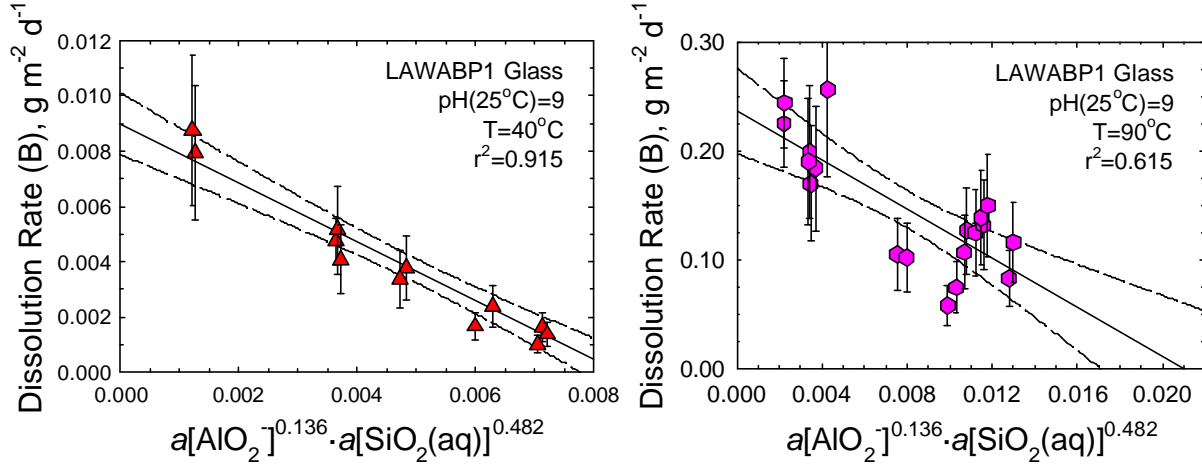 Dissolution Rate (B), g m⁻² d⁻¹
0.012
0.010
0.008
0.006
0.004
0.002
0.000
LAWABP1 Glass
pH(25°C)=9
T=40°C
r²=0.915
0.000 0.002 0.004 0.006 0.008
a[AlO₂⁻]^0.136·a[SiO₂(aq)]^0.482
Dissolution Rate (B), g m⁻² d⁻¹
0.30
0.20
0.10
0.00
LAWABP1 Glass
pH(25°C)=9
T=90°C
r²=0.615
0.000 0.004 0.008 0.012 0.016 0.020
a[AlO₂⁻]^0.136·a[SiO₂(aq)]^0.482